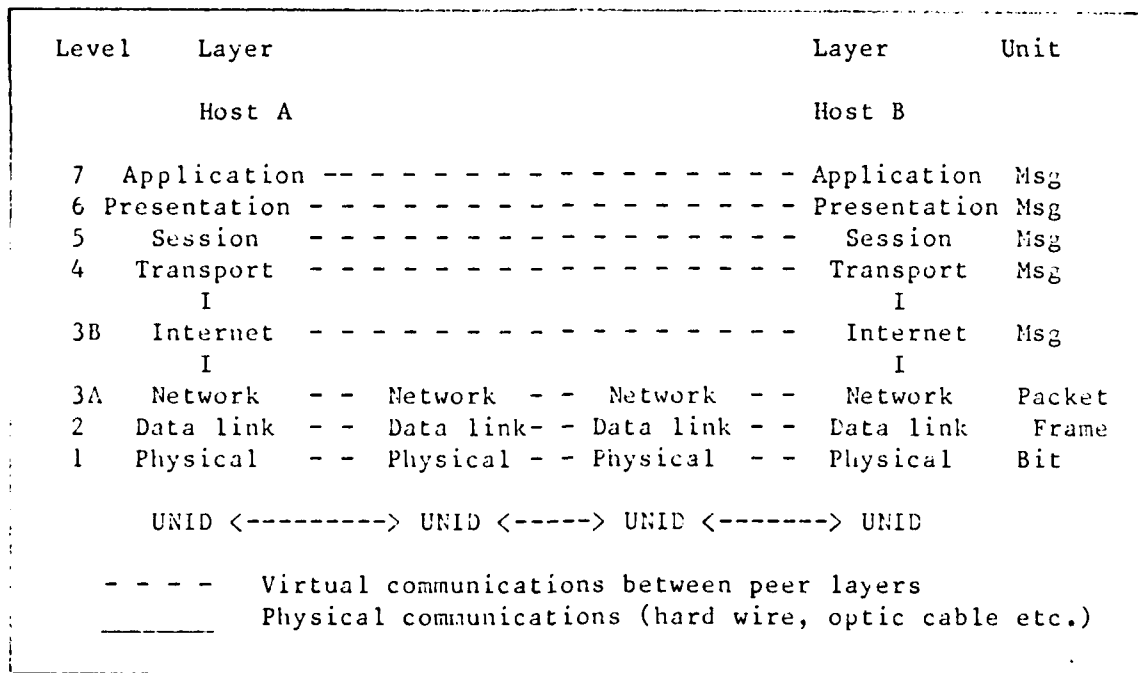 Level Layer Layer Unit
Host A Host B
7 Application -- - - - - - - - - - - - - - - Application Msg
6 Presentation - - - - - - - - - - - - - - - - Presentation Msg
5 Session - - - - - - - - - - - - - - - - Session Msg
4 Transport - - - - - - - - - - - - - - - - Transport Msg
I I
3B Internet - - - - - - - - - - - - - - - - Internet Msg
I I
3A Network - - Network - - Network - - Network Packet
2 Data link - - Data link- - Data link - - Data link Frame
1 Physical - - Physical - - Physical - - Physical Bit
UNID <---------> UNID <-----> UNID <-------> UNID
- - - - Virtual communications between peer layers
______ Physical communications (hard wire, optic cable etc.)